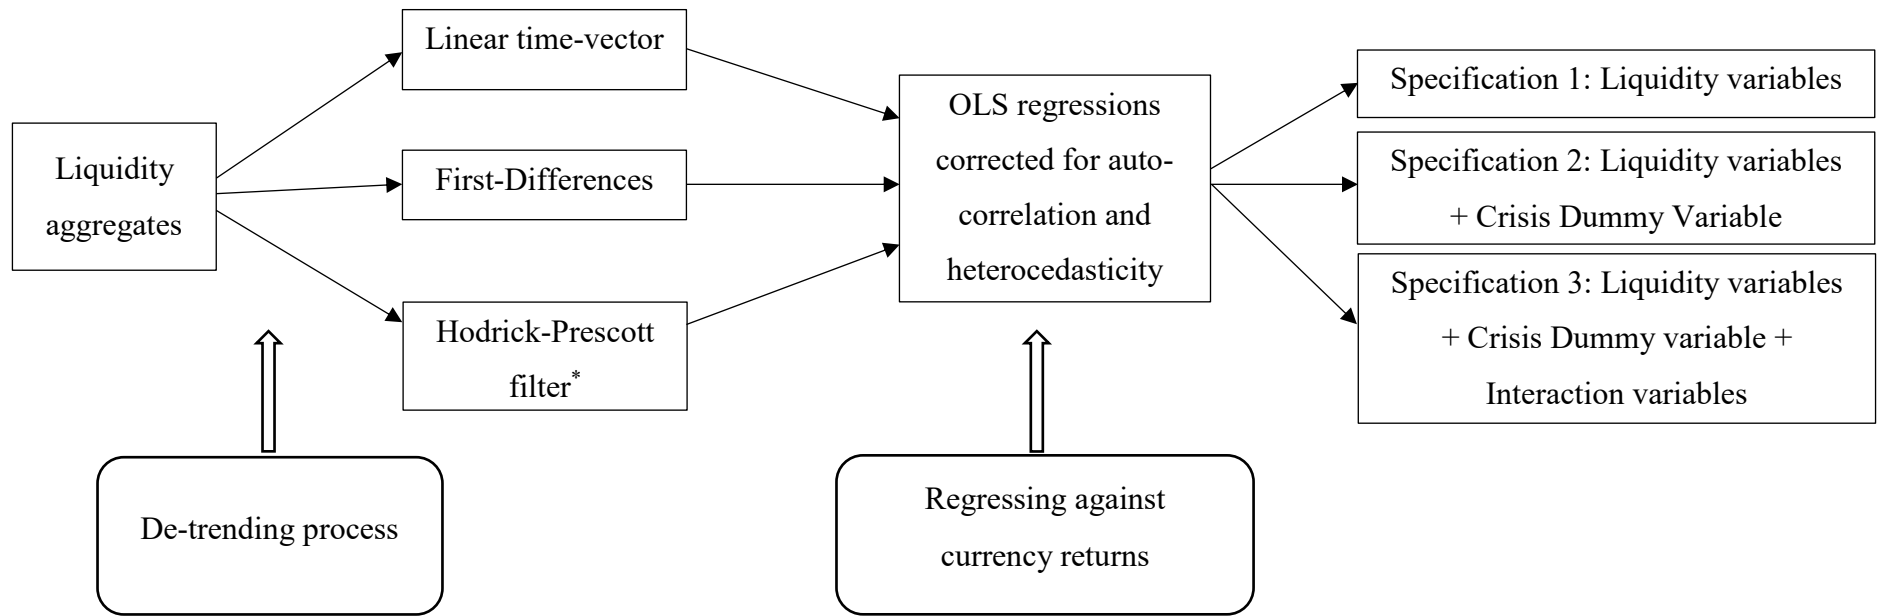 Liquidity
aggregates
Linear time-vector
First-Differences
Hodrick-Prescott
filter*
OLS regressions
corrected for auto-
correlation and
heterocedasticity
Specification 1: Liquidity variables
Specification 2: Liquidity variables
+ Crisis Dummy Variable
Specification 3: Liquidity variables
+ Crisis Dummy variable +
Interaction variables
De-trending process
Regressing against
currency returns